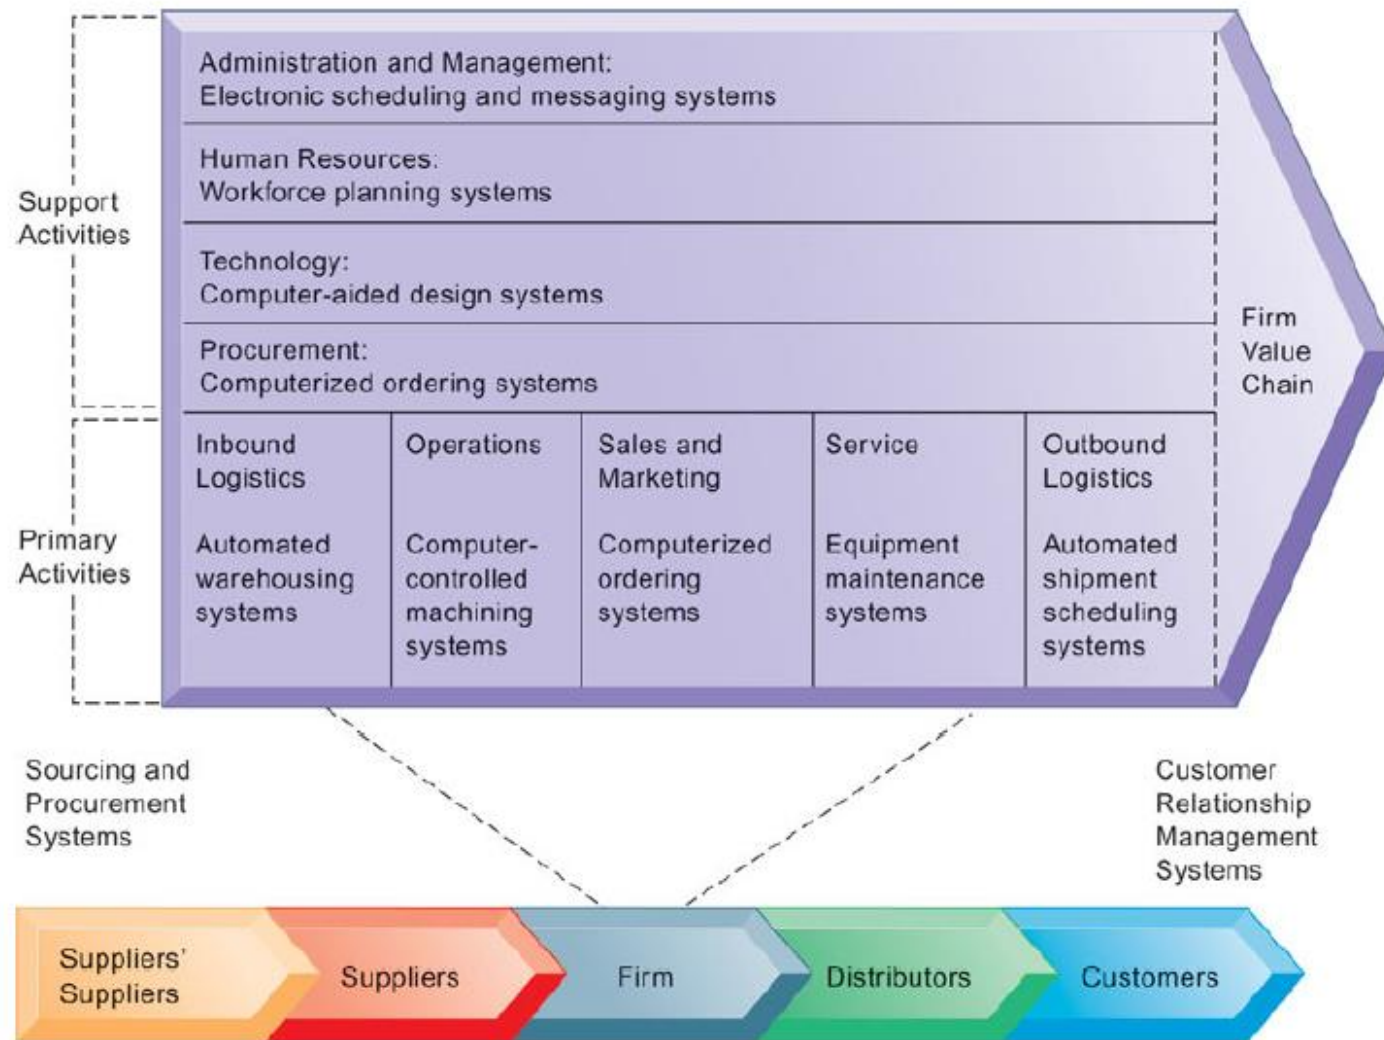 Support
Activities
Administration and Management:
Electronic scheduling and messaging systems
Human Resources:
Workforce planning systems
Technology:
Computer-aided design systems
Procurement:
Computerized ordering systems
Firm
Value
Chain
Primary
Activities
Inbound
Logistics
Automated
warehousing
systems
Operations
Computer-
controlled
machining
systems
Sales and
Marketing
Computerized
ordering
systems
Service
Equipment
maintenance
systems
Outbound
Logistics
Automated
shipment
scheduling
systems
Sourcing and
Procurement
Systems
Customer
Relationship
Management
Systems
Suppliers'
Suppliers
Suppliers
Firm
Distributors
Customers